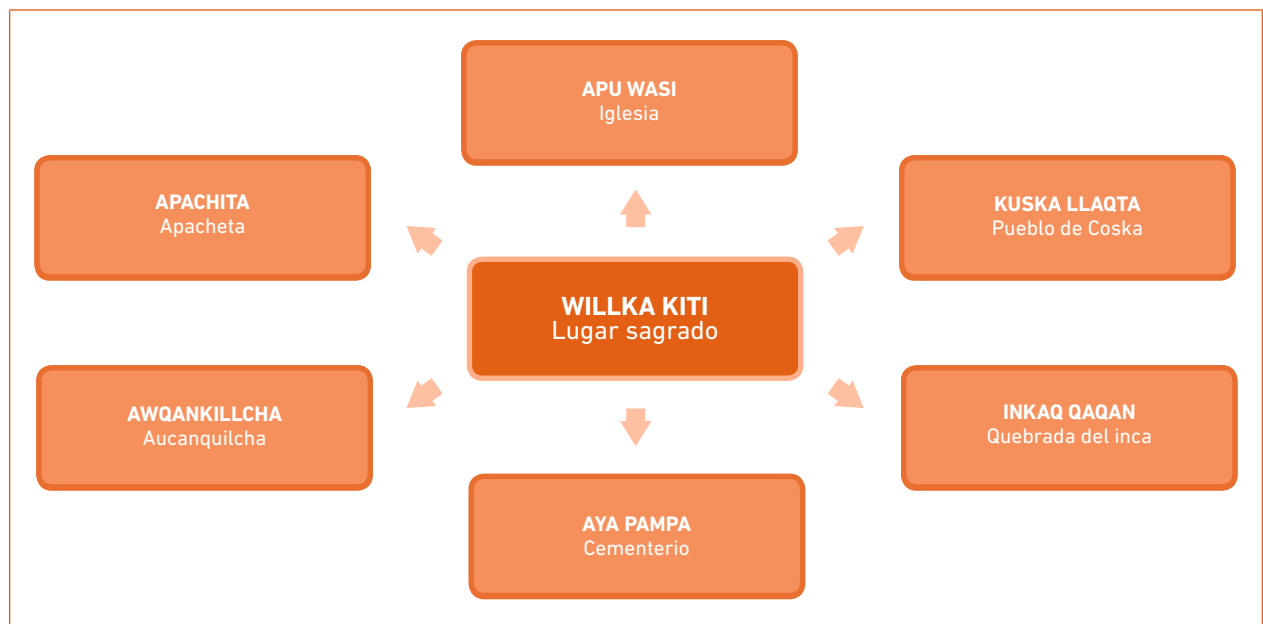 APU WASI
Iglesia
APACHITA
Apacheta
KUSKA LLAQTA
Pueblo de Coska
WILLKA KITI
Lugar sagrado
AWQANKILLCHA
Aucanquilcha
INKAQ QAQAN
Quebrada del inca
AYA PAMPA
Cementerio